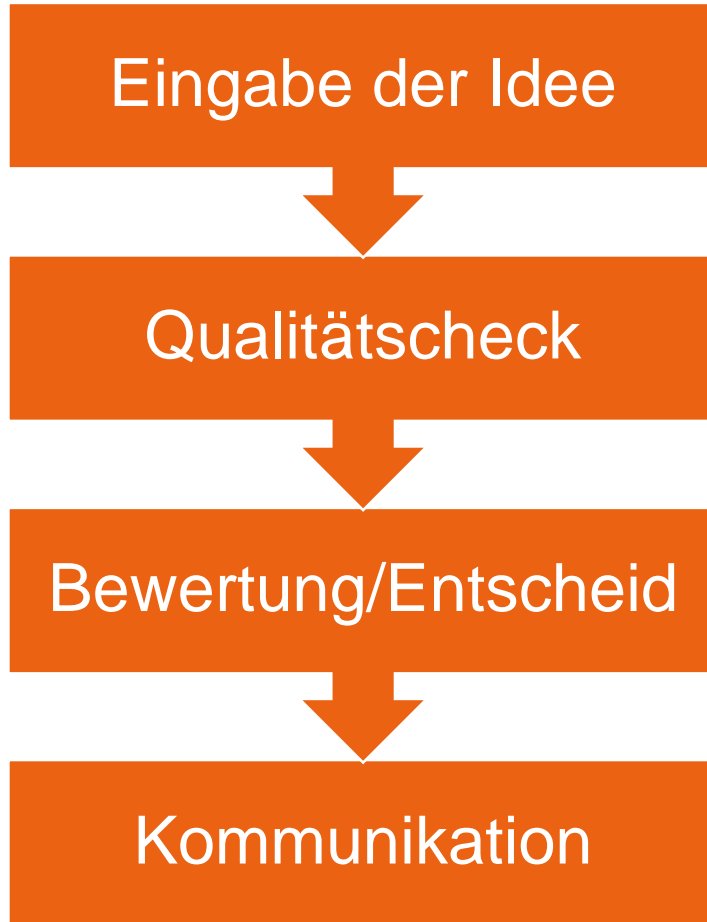 Eingabe der Idee
Qualitätscheck
Bewertung/Entscheid
Kommunikation